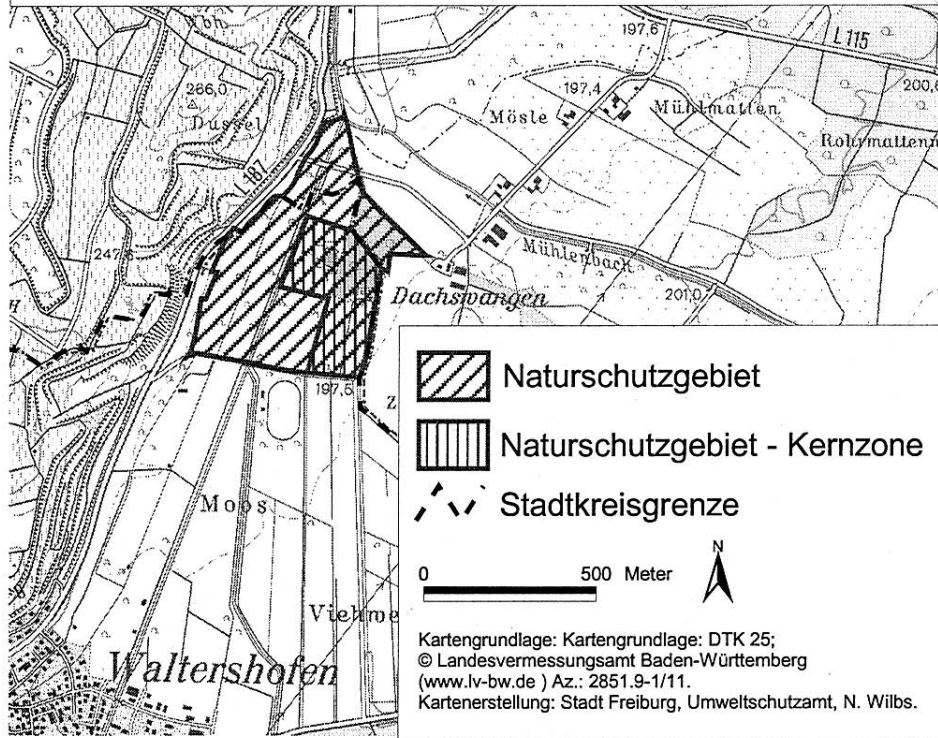 197,6
L 115
266,0
197,4
Mühlmatten
200,6
Mösle
Dussel
Rohrmatten
L 187
247,6
Mühlenbach
Dachswangen
201,0
197,5
Z
Naturschutzgebiet
Naturschutzgebiet - Kernzone
Stadtkreisgrenze
Moos
N
0 500 Meter
Viehwe
Kartengrundlage: Kartengrundlage: DTK 25;
© Landesvermessungsamt Baden-Württemberg
(www.lv-bw.de ) Az.: 2851.9-1/11.
Kartenerstellung: Stadt Freiburg, Umweltschutzamt, N. Wilbs.
Waltershofen